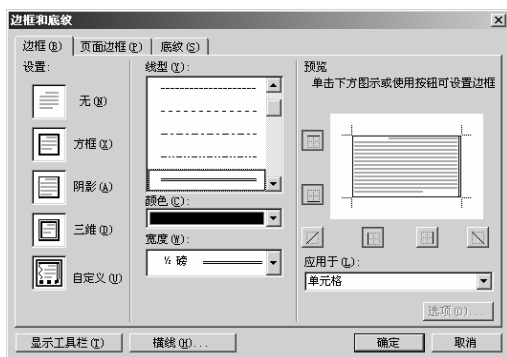 边框和底纹
边框(B) 页面边框(P) 底纹(S)
设置:
无(N)
方框(X)
阴影(A)
三维(D)
自定义(U)
线型(Y):
颜色(C):
宽度(W):
½ 磅
预览
单击下方图示或使用按钮可设置边框
应用于(L):
单元格
选项(O)...
显示工具栏(T) 横线(H)... 确定 取消